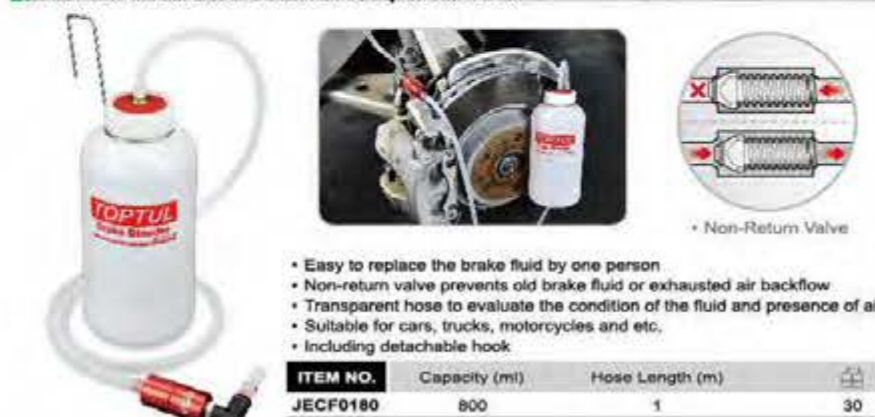 TOPTUL
Brake Bleeder
TOPTUL
• Non-Return Valve
• Easy to replace the brake fluid by one person
• Non-return valve prevents old brake fluid or exhausted air backflow
• Transparent hose to evaluate the condition of the fluid and presence of
• Suitable for cars, trucks, motorcycles and etc.
• Including detachable hook
ITEM NO. Capacity (ml) Hose Length (m)
JECF0180 800 1 30